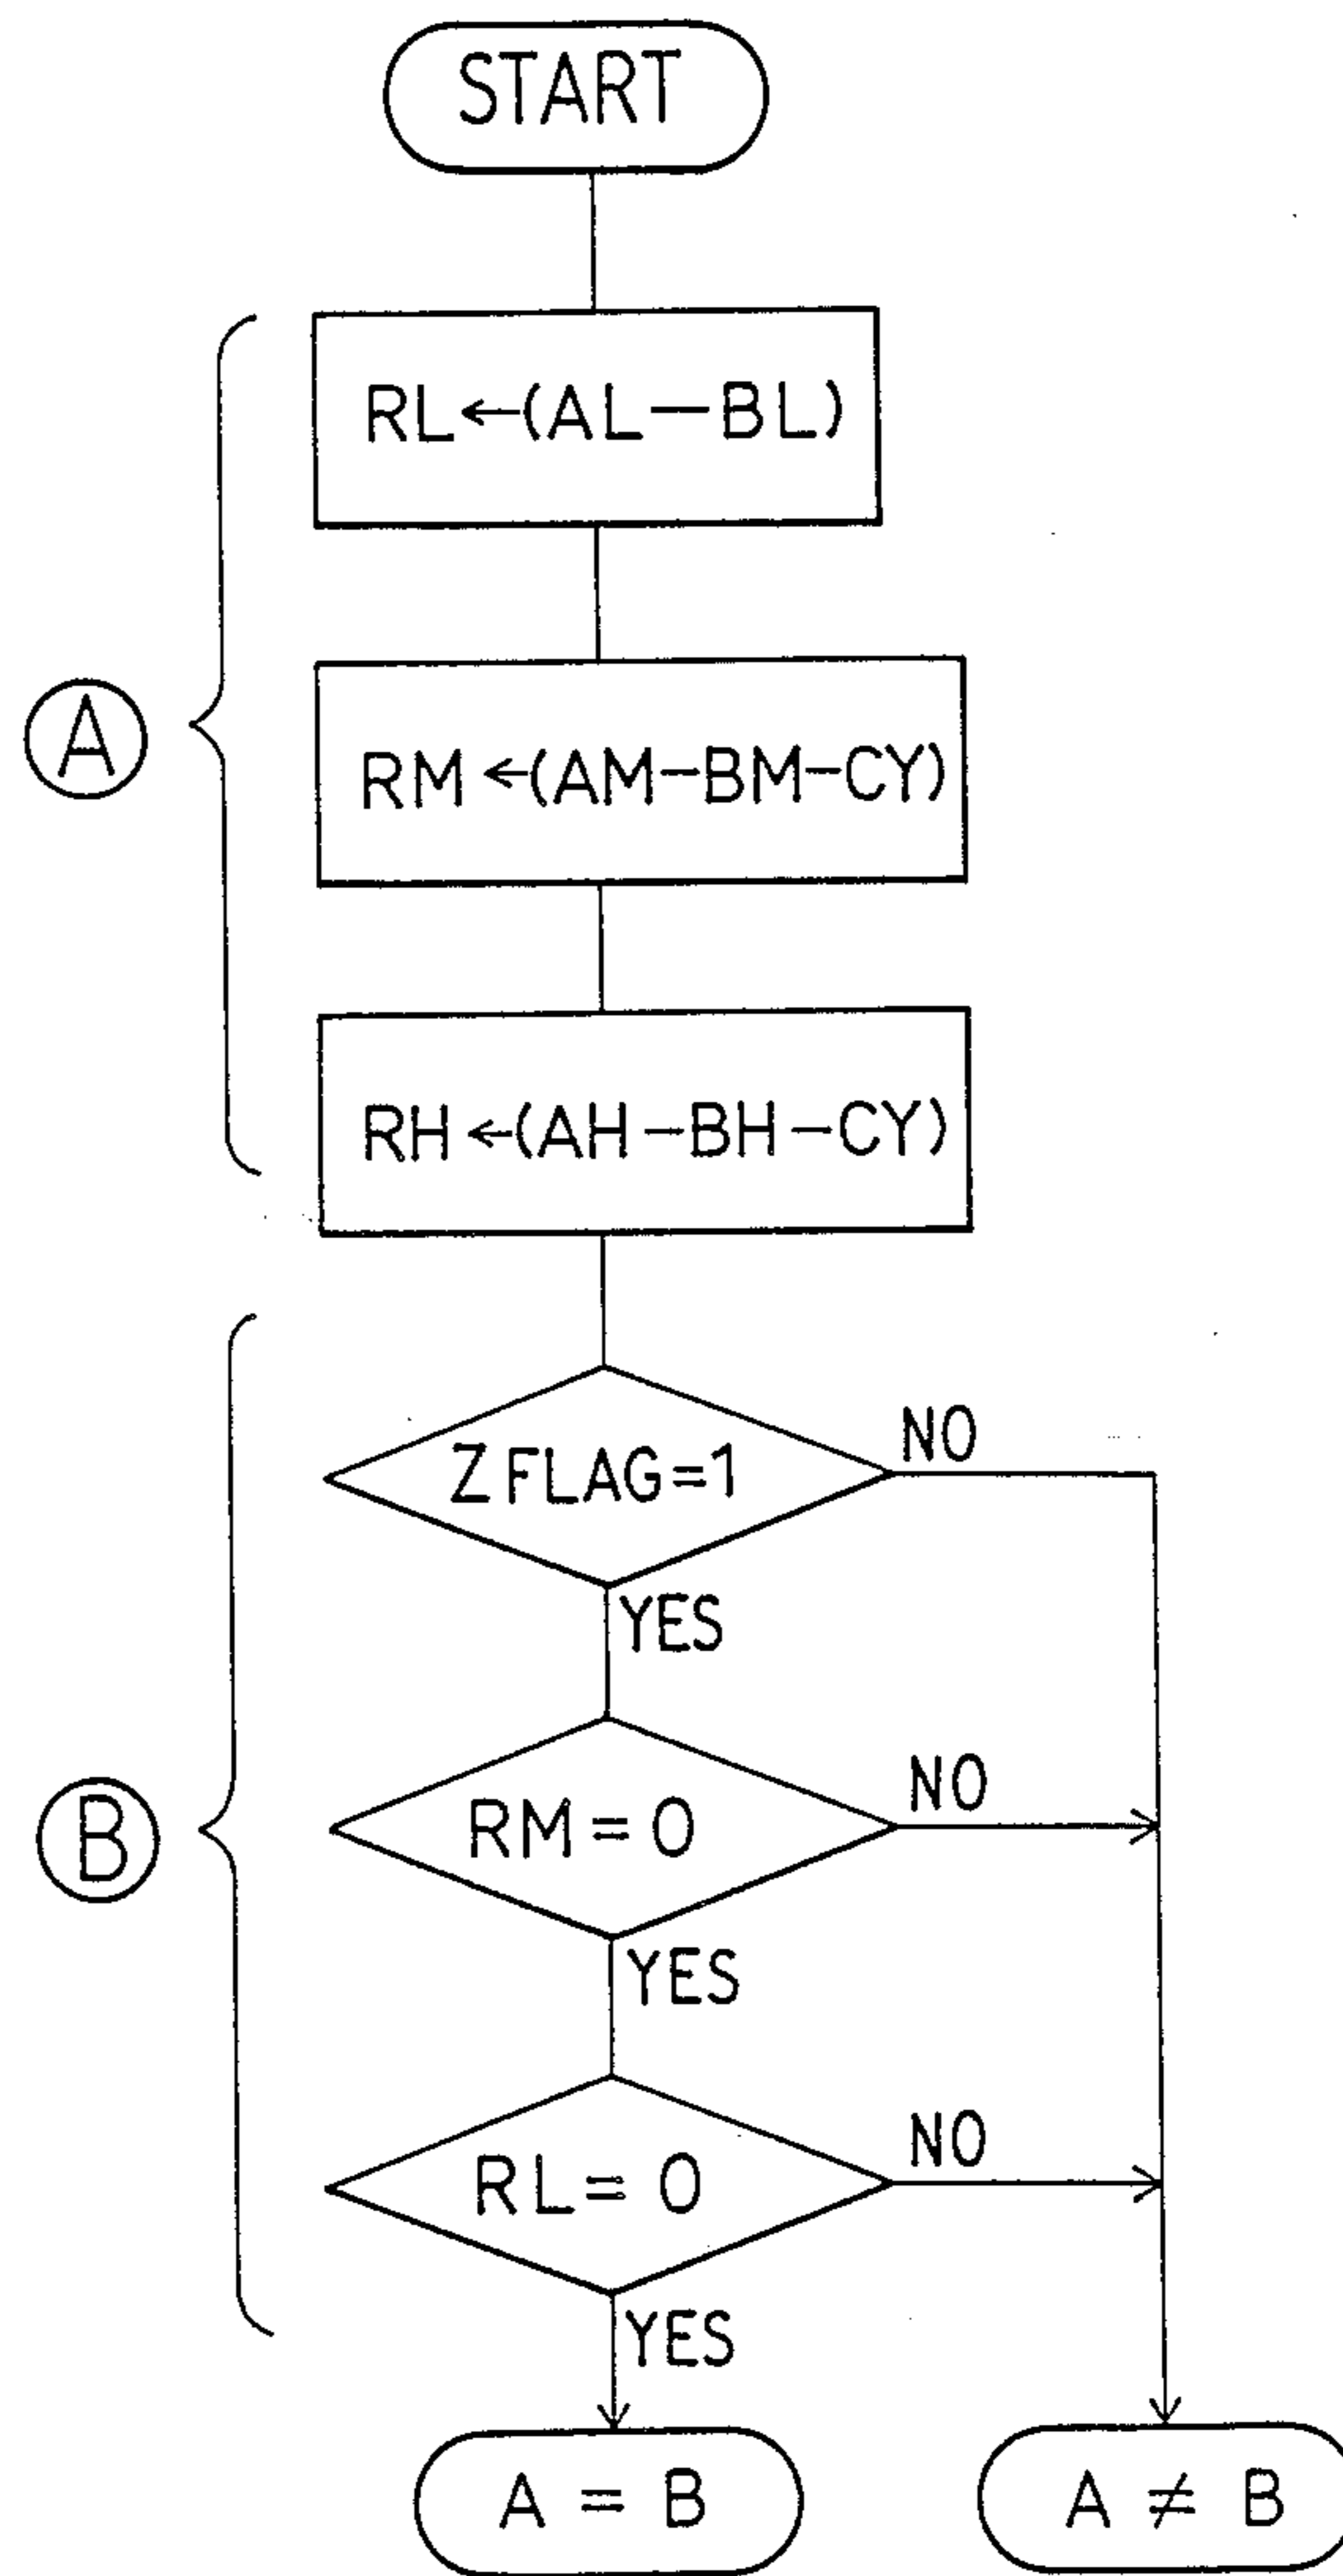 START
RL←(AL－BL)
A
RM←(AM－BM－CY)
RH←(AH－BH－CY)
Z FLAG=1
NO
YES
B
RM=0
NO
YES
RL=0
NO
YES
A = B
A ≠ B